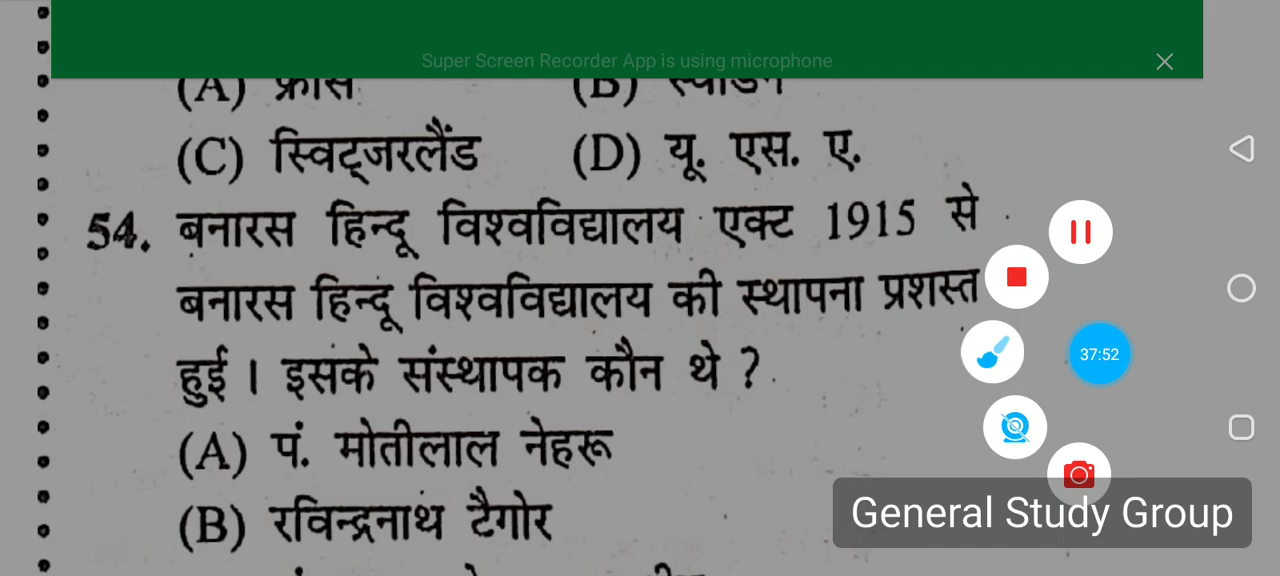 Super Screen Recorder App is using microphone
(A) फ्रांस (B) स्वीडन
(C) स्विट्जरलैंड (D) यू. एस. ए.
54. बनारस हिन्दू विश्वविद्यालय एक्ट 1915 से
बनारस हिन्दू विश्वविद्यालय की स्थापना प्रशस्त
हुई । इसके संस्थापक कौन थे ?
37:52
(A) पं. मोतीलाल नेहरू
(B) रविन्द्रनाथ टैगोर
General Study Group